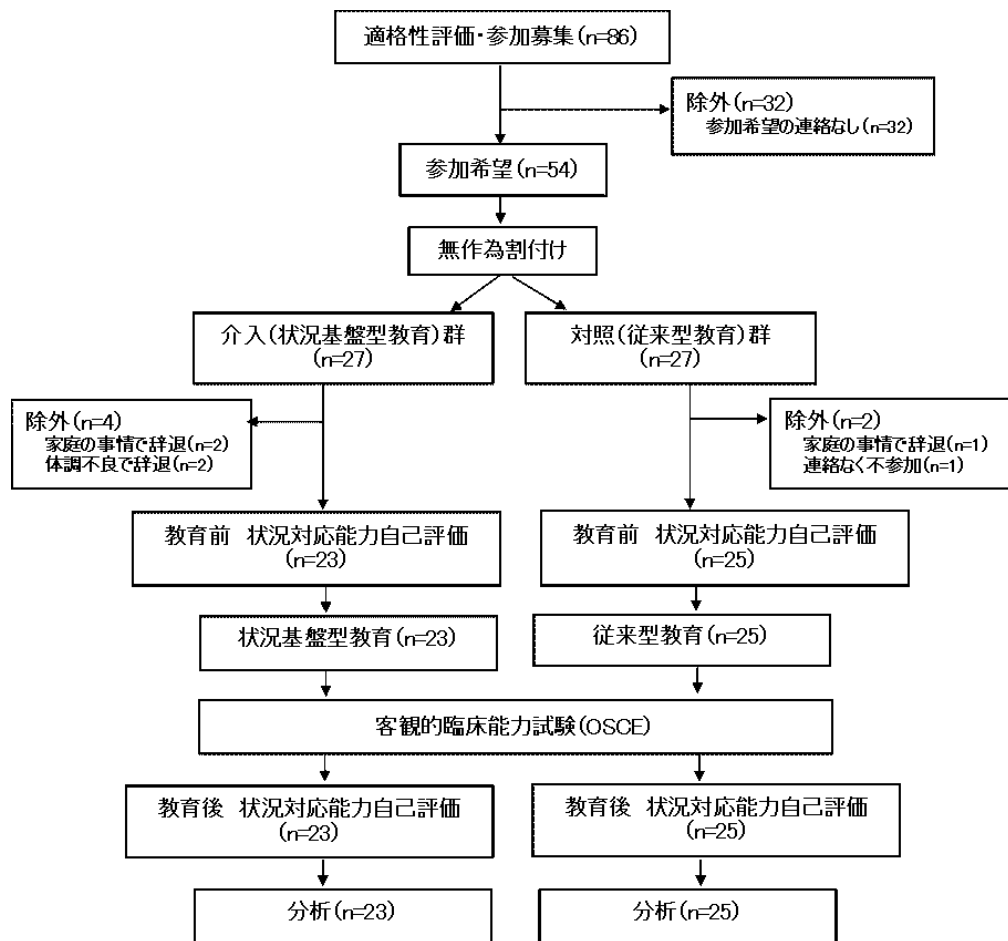 適格性評価・参加募集(n=86)
除外(n=32)
参加希望の連絡なし(n=32)
参加希望(n=54)
無作為割付け
介入(状況基盤型教育)群
(n=27)
対照(従来型教育)群
(n=27)
除外(n=4)
家庭の事情で辞退(n=2)
体調不良で辞退(n=2)
除外(n=2)
家庭の事情で辞退(n=1)
連絡なく不参加(n=1)
教育前 状況対応能力自己評価
(n=23)
教育前 状況対応能力自己評価
(n=25)
状況基盤型教育(n=23)
従来型教育(n=25)
客観的臨床能力試験(OSCE)
教育後 状況対応能力自己評価
(n=23)
教育後 状況対応能力自己評価
(n=25)
分析(n=23)
分析(n=25)